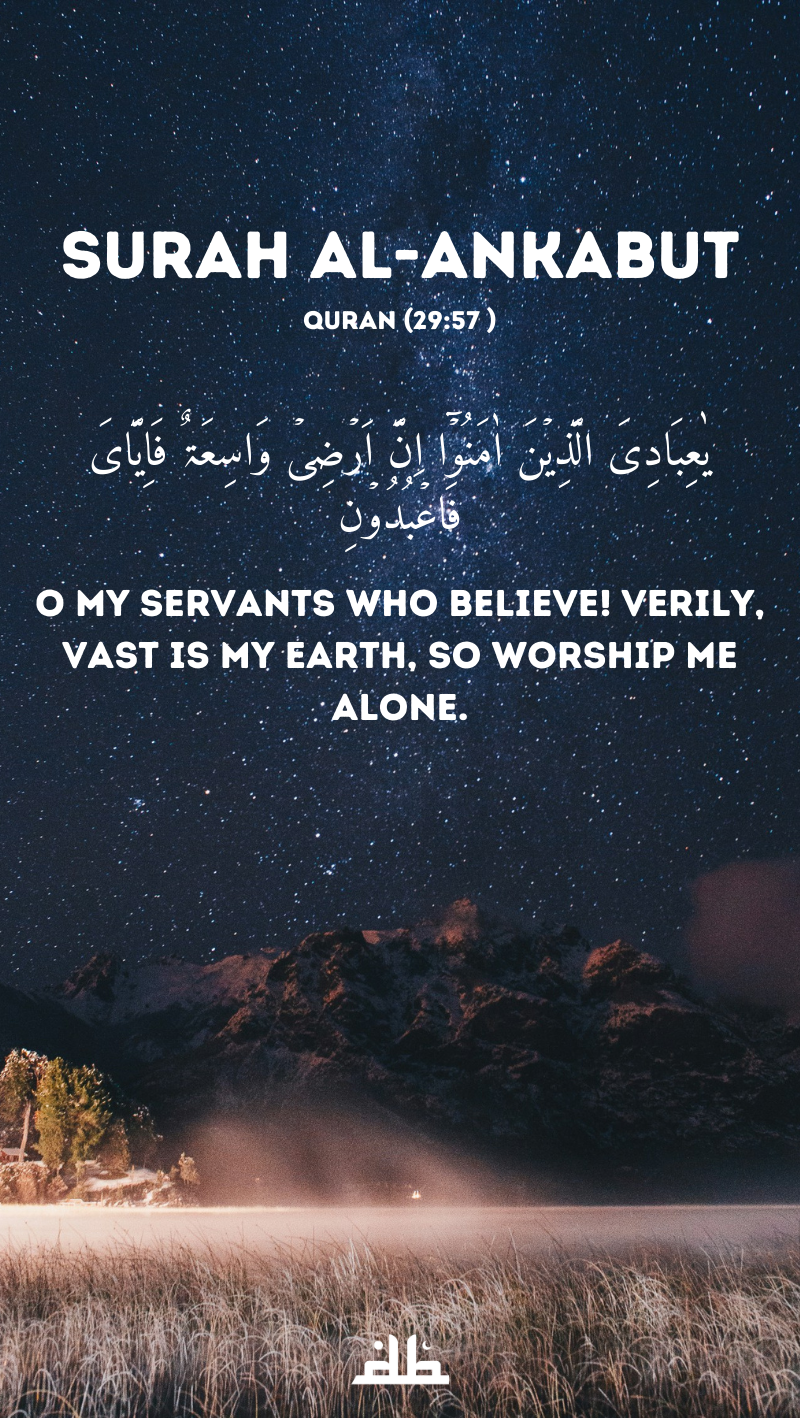 SURAH AL-ANKABUT
QURAN (29:57 )
يٰعِبَادِىَ الَّذِيۡنَ اٰمَنُوۡۤا اِنَّ اَرۡضِىۡ وَاسِعَةٌ فَاِيَّاىَ
فَاعۡبُدُوۡنِ
O MY SERVANTS WHO BELIEVE! VERILY,
VAST IS MY EARTH, SO WORSHIP ME
ALONE.